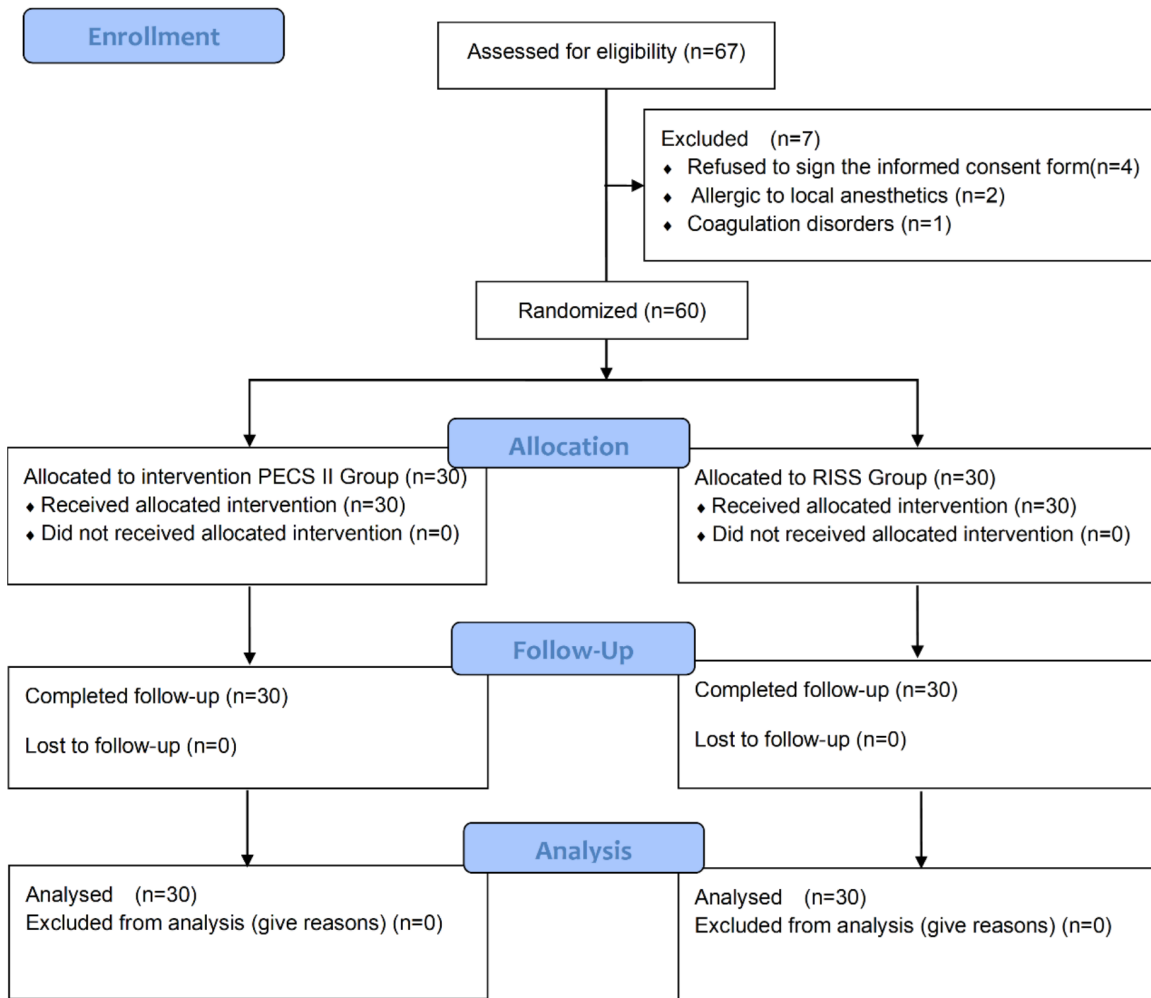 Enrollment
Assessed for eligibility (n=67)
Excluded (n=7)
♦ Refused to sign the informed consent form(n=4)
♦ Allergic to local anesthetics (n=2)
♦ Coagulation disorders (n=1)
Randomized (n=60)
Allocation
Allocated to intervention PECS II Group (n=30)
♦ Received allocated intervention (n=30)
♦ Did not received allocated intervention (n=0)
Allocated to RISS Group (n=30)
♦ Received allocated intervention (n=30)
♦ Did not received allocated intervention (n=0)
Follow-Up
Completed follow-up (n=30)
Lost to follow-up (n=0)
Completed follow-up (n=30)
Lost to follow-up (n=0)
Analysis
Analysed (n=30)
Excluded from analysis (give reasons) (n=0)
Analysed (n=30)
Excluded from analysis (give reasons) (n=0)